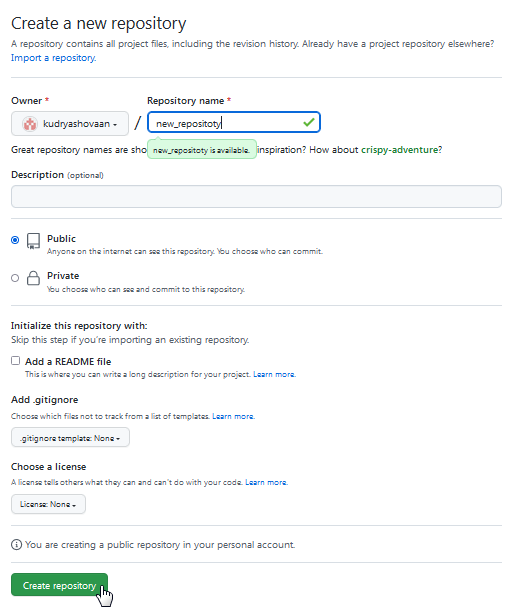 Create a new repository
A repository contains all project files, including the revision history. Already have a project repository elsewhere?
Import a repository.
Owner * Repository name *
kudryashovaan / new_repositoty
Great repository names are sho new_repositoty is available. inspiration? How about crispy-adventure?
Description (optional)
Public
Anyone on the internet can see this repository. You choose who can commit.
Private
You choose who can see and commit to this repository.
Initialize this repository with:
Skip this step if you're importing an existing repository.
Add a README file
This is where you can write a long description for your project. Learn more.
Add .gitignore
Choose which files not to track from a list of templates. Learn more.
.gitignore template: None
Choose a license
A license tells others what they can and can't do with your code. Learn more.
License: None
You are creating a public repository in your personal account.
Create repository